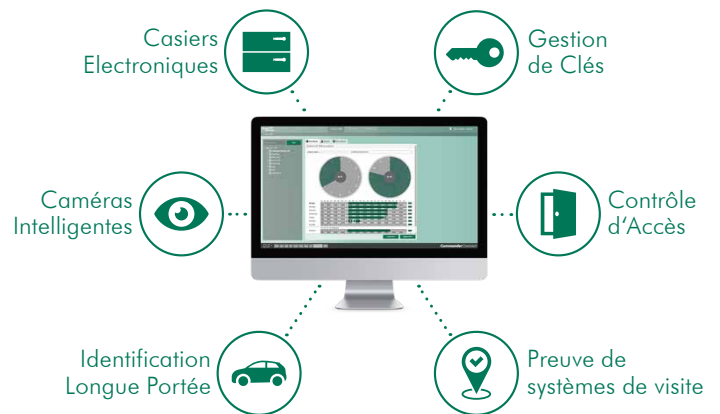 Casiers
Electroniques
Gestion
de Clés
Caméras
Intelligentes
Contrôle
d'Accès
Identification
Longue Portée
Preuve de
systèmes de visite